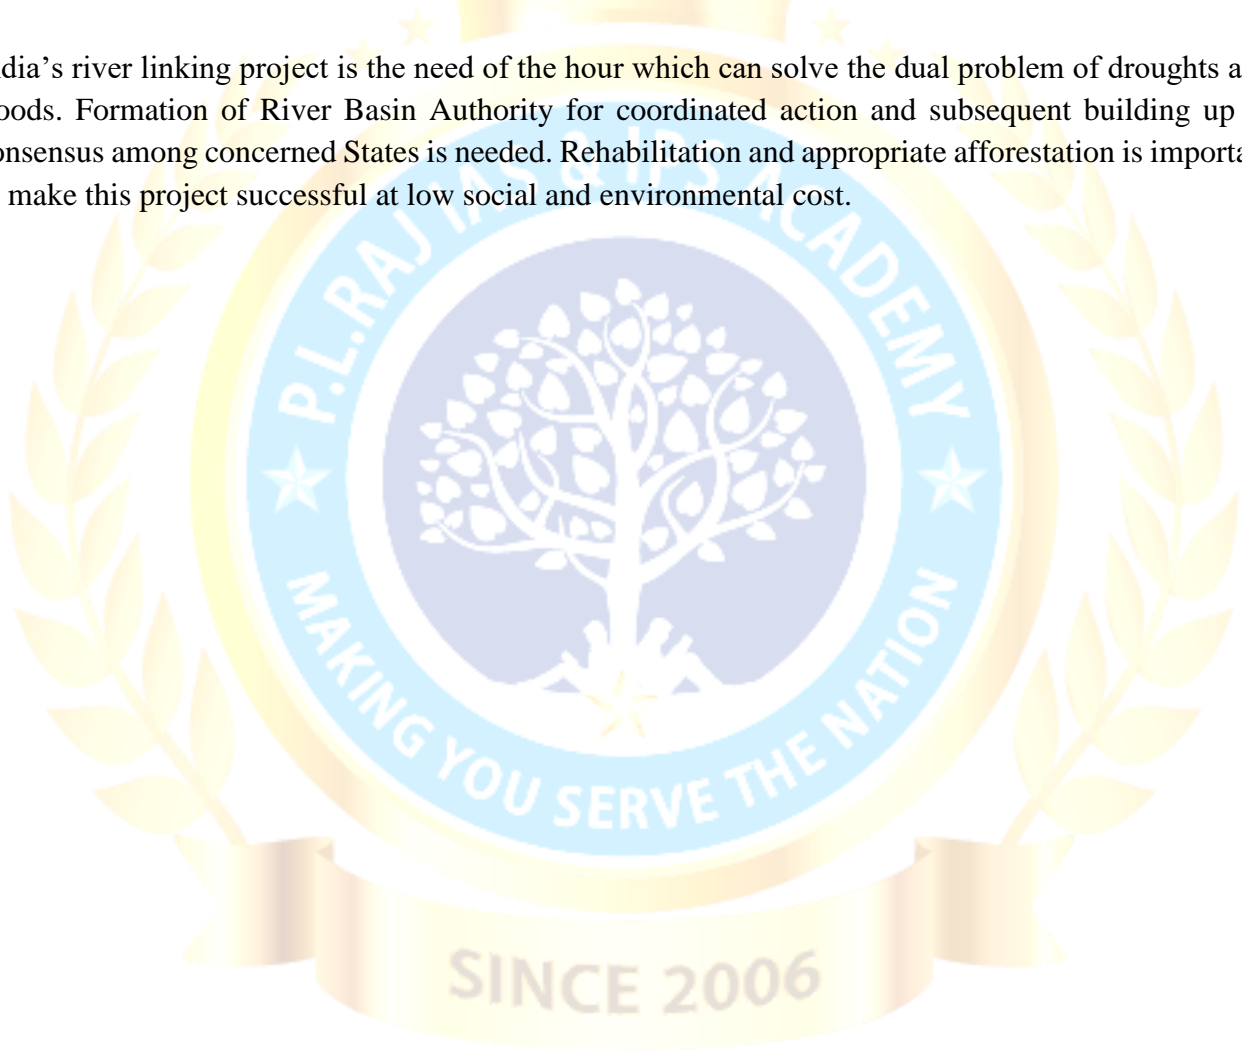 dia’s river linking project is the need of the hour which can solve the dual problem of droughts a
oods. Formation of River Basin Authority for coordinated action and subsequent building up
onsensus among concerned States is needed. Rehabilitation and appropriate afforestation is importa
make this project successful at low social and environmental cost.
P.L.RAJ IAS & IPS ACADEMY
MAKING YOU SERVE THE NATION
SINCE 2006